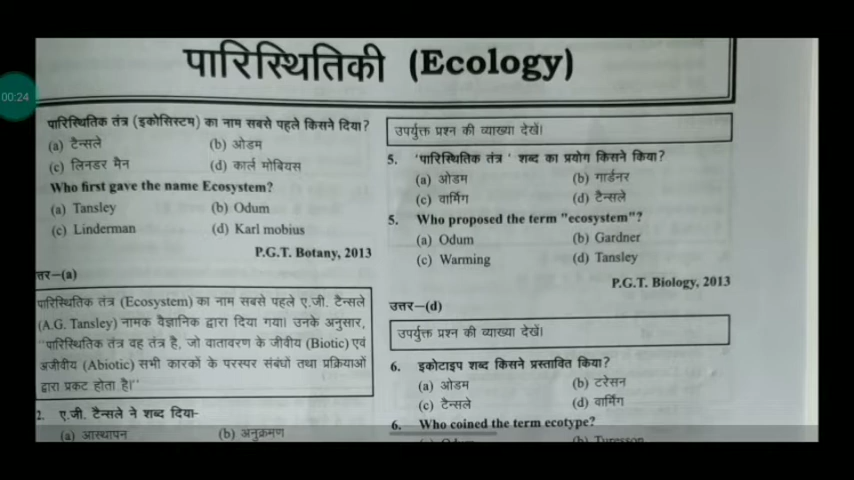 00:24
पारिस्थितिकी (Ecology)
पारिस्थितिक तंत्र (इकोसिस्टम) का नाम सबसे पहले किसने दिया?
(a) टैन्सले (b) ओडम
(c) लिनडर मैन (d) कार्ल मोबियस
Who first gave the name Ecosystem?
(a) Tansley (b) Odum
(c) Linderman (d) Karl mobius
P.G.T. Botany, 2013
त्तर—(a)
पारिस्थितिक तंत्र (Ecosystem) का नाम सबसे पहले ए.जी. टैन्सले
(A.G. Tansley) नामक वैज्ञानिक द्वारा दिया गया। उनके अनुसार,
"पारिस्थितिक तंत्र वह तंत्र है, जो वातावरण के जीवीय (Biotic) एवं
अजीवीय (Abiotic) सभी कारकों के परस्पर संबंधों तथा प्रक्रियाओं
द्वारा प्रकट होता है।"
2. ए.जी. टैन्सले ने शब्द दिया-
(a) आस्थापन (b) अनुक्रमण
उपर्युक्त प्रश्न की व्याख्या देखें।
5. 'पारिस्थितिक तंत्र ' शब्द का प्रयोग किसने किया?
(a) ओडम (b) गार्डनर
(c) वार्मिंग (d) टैन्सले
5. Who proposed the term "ecosystem"?
(a) Odum (b) Gardner
(c) Warming (d) Tansley
P.G.T. Biology, 2013
उत्तर—(d)
उपर्युक्त प्रश्न की व्याख्या देखें।
6. इकोटाइप शब्द किसने प्रस्तावित किया?
(a) ओडम (b) टरेसन
(c) टैन्सले (d) वार्मिंग
6. Who coined the term ecotype?
(a) Odum (b) Turesson